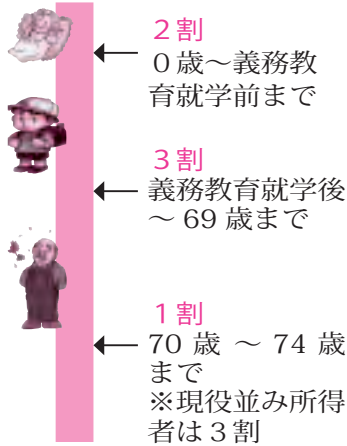 2割
0歳～義務教
育就学前まで
3割
義務教育就学後
～69歳まで
1割
70歳～74歳
まで
※現役並み所得
者は3割